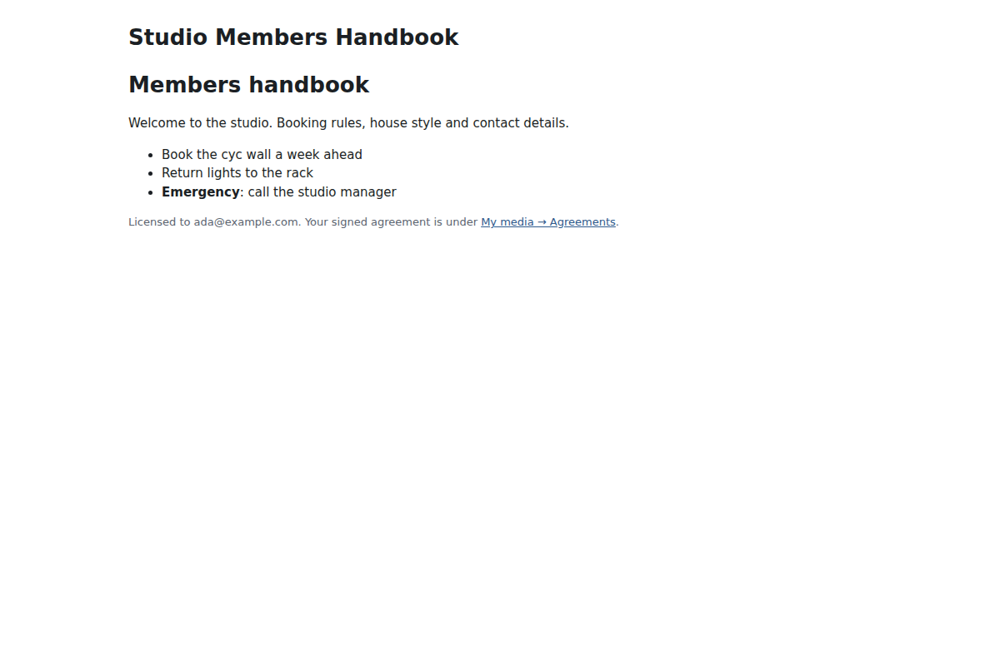 Studio Members Handbook
Members handbook
Welcome to the studio. Booking rules, house style and contact details.
Book the cyc wall a week ahead
Return lights to the rack
Emergency: call the studio manager
Licensed to ada@example.com. Your signed agreement is under My media → Agreements.